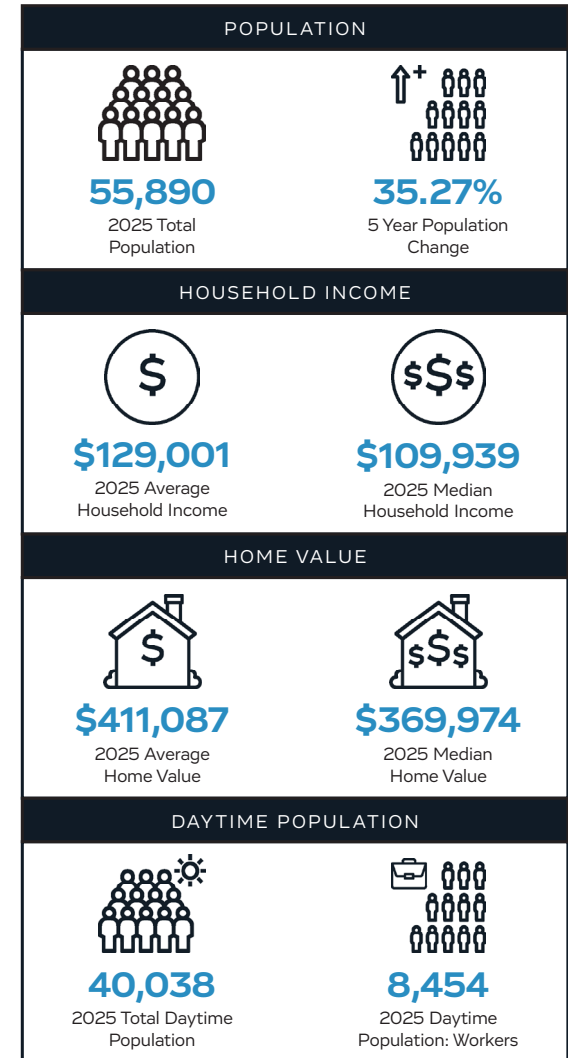 POPULATION
55,890
2025 Total
Population
35.27%
5 Year Population
Change
HOUSEHOLD INCOME
$
$129,001
2025 Average
Household Income
$$$
$109,939
2025 Median
Household Income
HOME VALUE
$
$411,087
2025 Average
Home Value
$$$
$369,974
2025 Median
Home Value
DAYTIME POPULATION
40,038
2025 Total Daytime
Population
8,454
2025 Daytime
Population: Workers